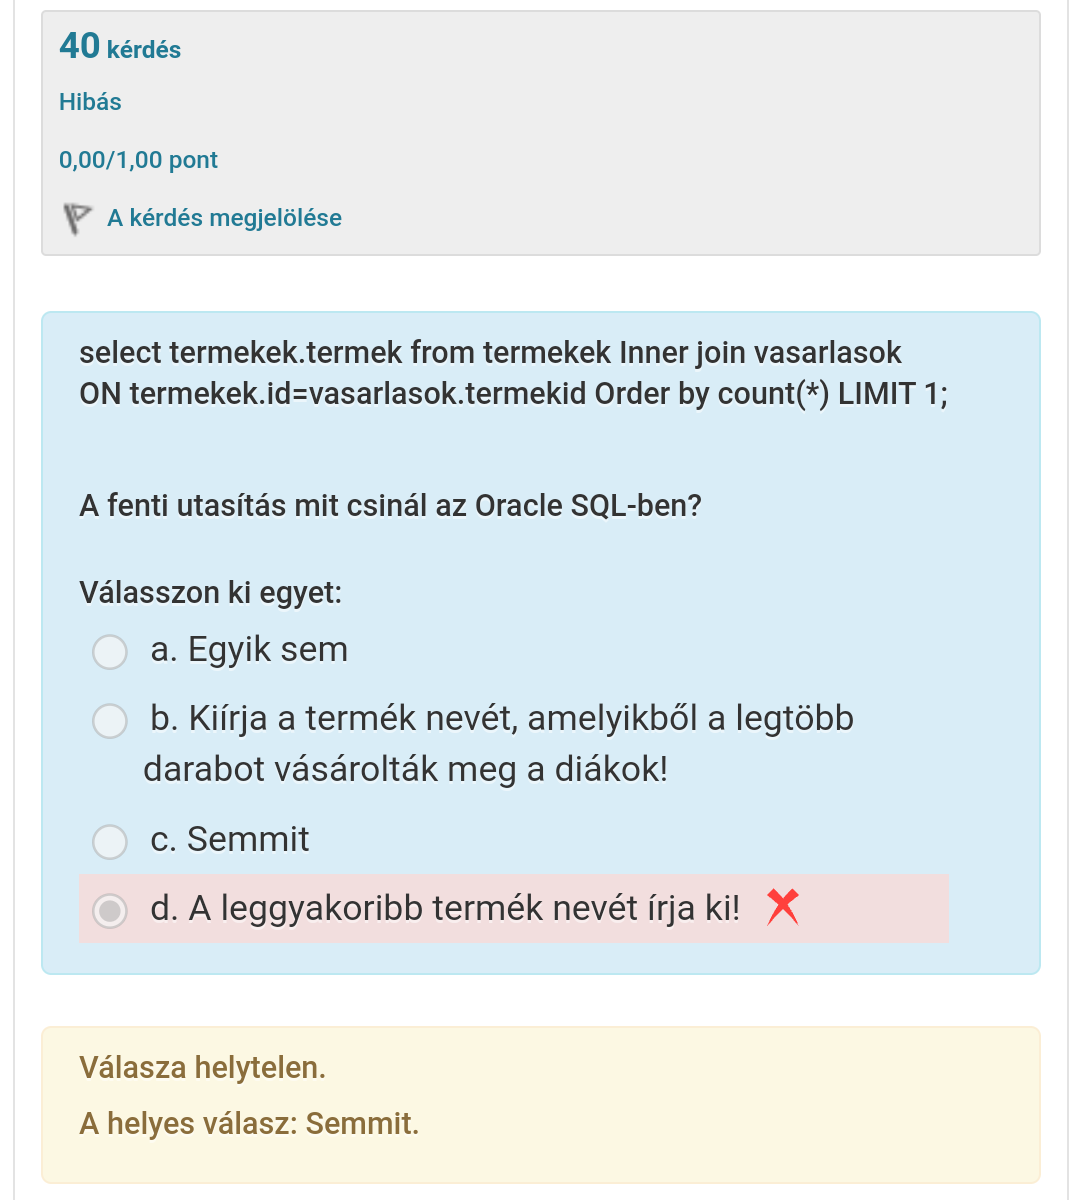 40 kérdés
Hibás
0,00/1,00 pont
A kérdés megjelölése
select termekek.termek from termekek Inner join vasarlasok
ON termekek.id=vasarlasok.termekid Order by count(*) LIMIT 1;
A fenti utasítás mit csinál az Oracle SQL-ben?
Válasszon ki egyet:
a. Egyik sem
b. Kiírja a termék nevét, amelyikből a legtöbb
darabot vásárolták meg a diákok!
c. Semmit
d. A leggyakoribb termék nevét írja ki!
Válasza helytelen.
A helyes válasz: Semmit.